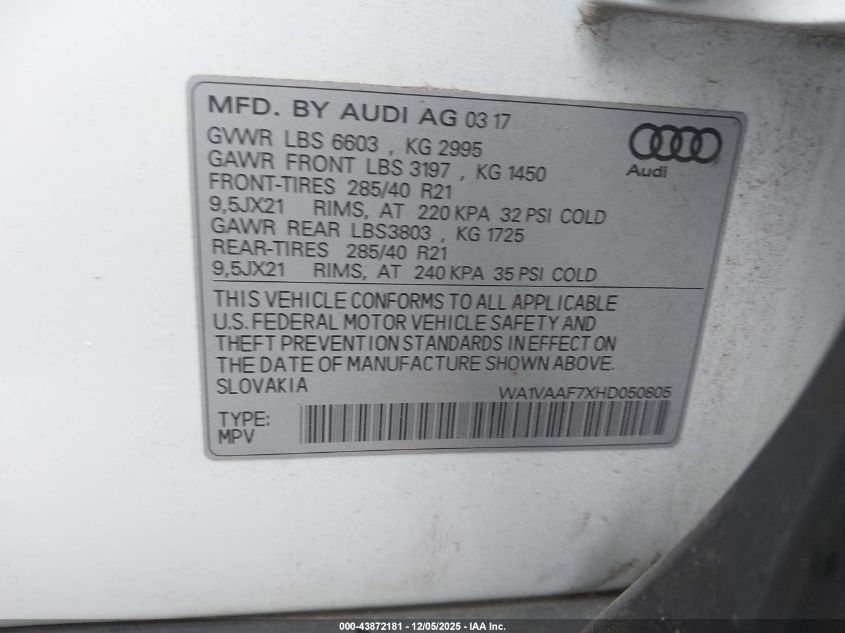 MFD. BY AUDI AG 03 17
GVWR LBS 6603 , KG 2995
GAWR FRONT LBS 3197 , KG 1450
FRONT-TIRES 285/40 R21
9,5JX21 RIMS, AT 220 KPA 32 PSI COLD
GAWR REAR LBS3803 , KG 1725
REAR-TIRES 285/40 R21
9,5JX21 RIMS, AT 240 KPA 35 PSI COLD
Audi
THIS VEHICLE CONFORMS TO ALL APPLICABLE
U.S. FEDERAL MOTOR VEHICLE SAFETY AND
THEFT PREVENTION STANDARDS IN EFFECT ON
THE DATE OF MANUFACTURE SHOWN ABOVE.
SLOVAKIA WA1VAAF7XHD050805
TYPE:
MPV
000-43872181 - 12/05/2025 - IAA Inc.